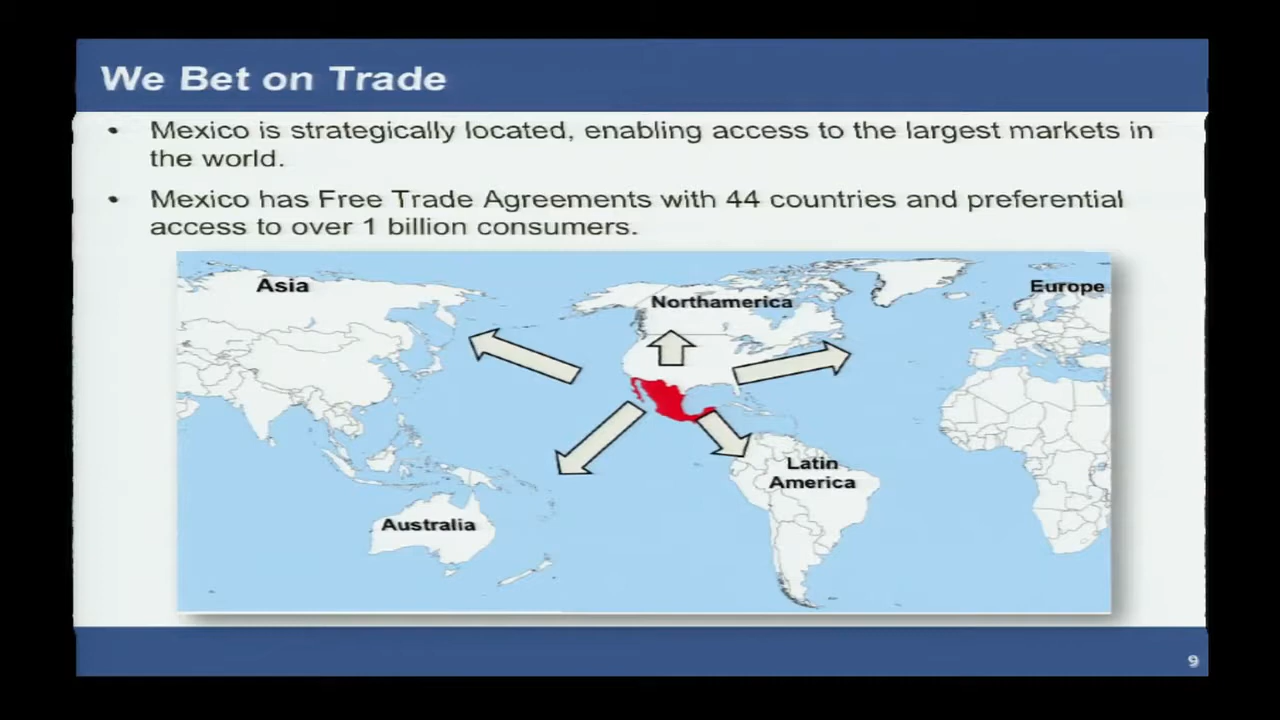 We Bet on Trade
• Mexico is strategically located, enabling access to the largest markets in
the world.
• Mexico has Free Trade Agreements with 44 countries and preferential
access to over 1 billion consumers.
Asia
Northamerica
Europe
Latin
America
Australia
9